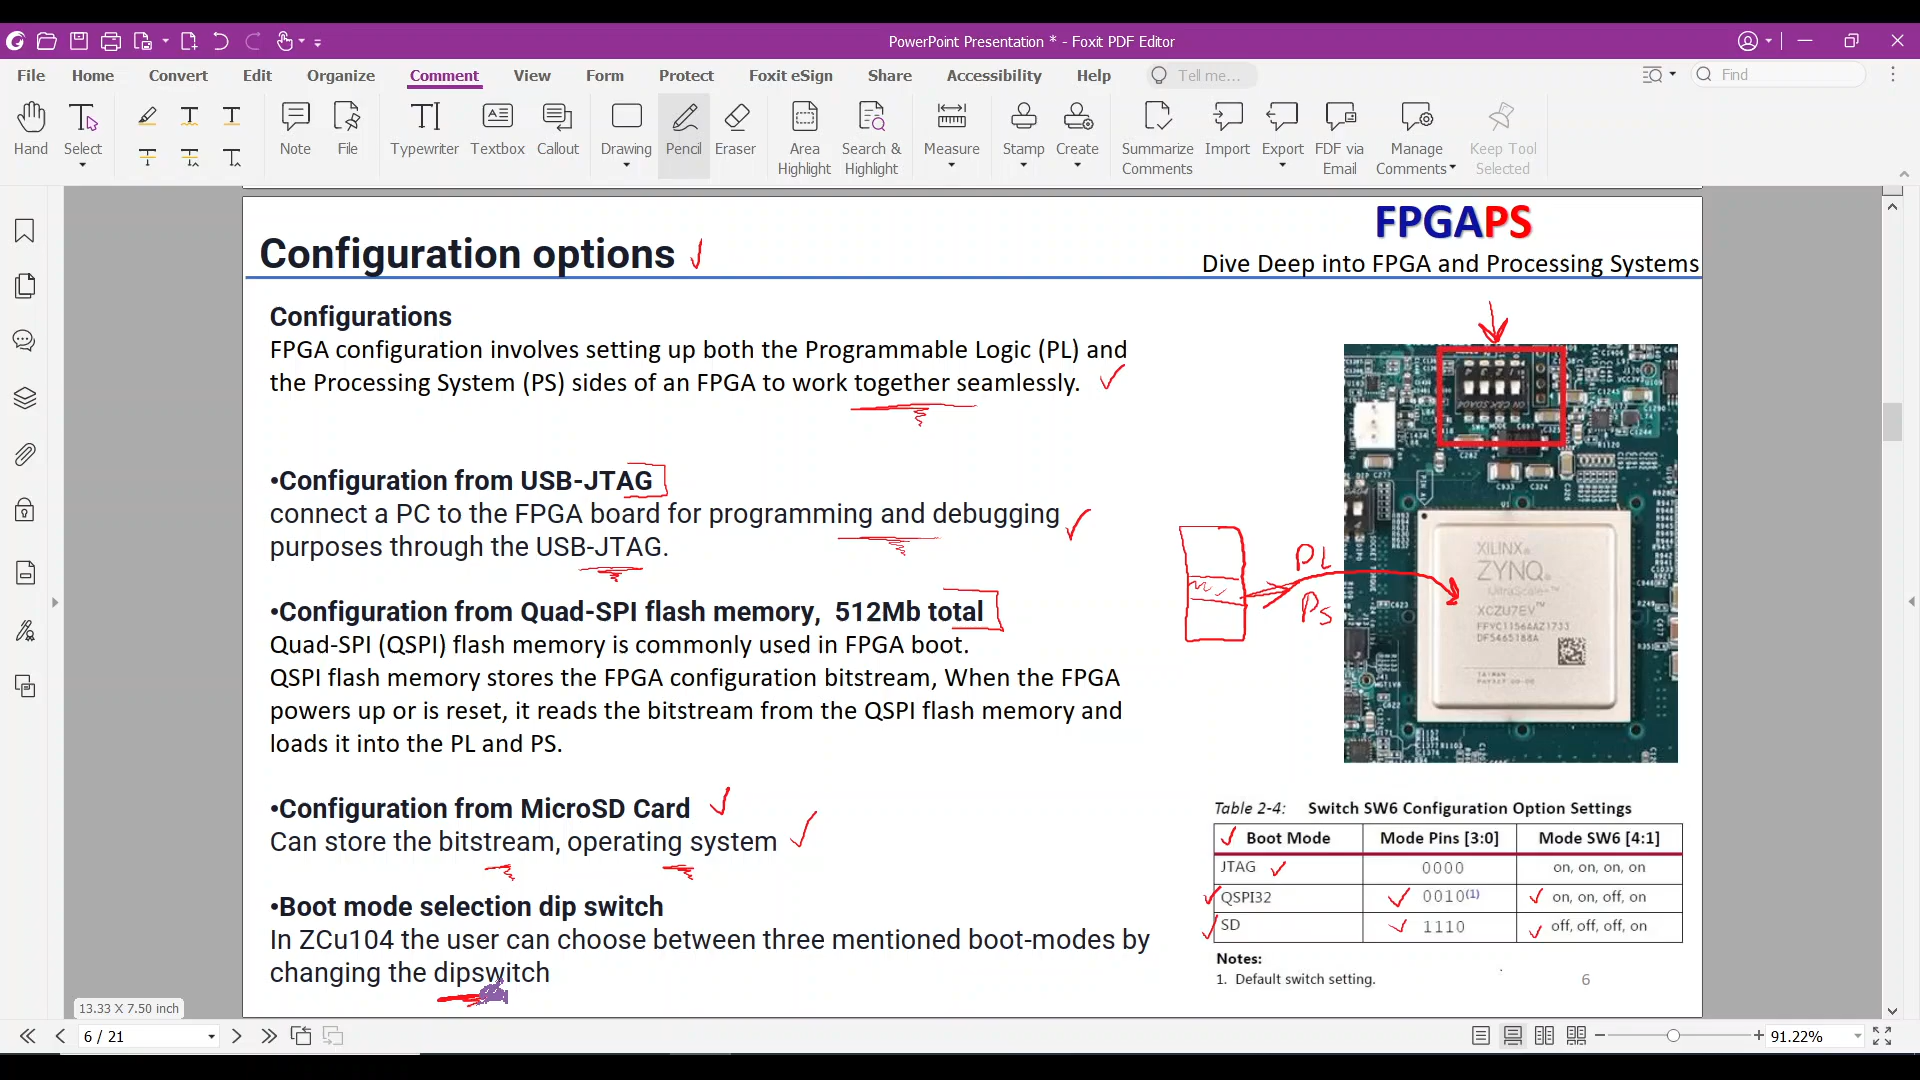 PowerPoint Presentation * - Foxit PDF Editor
File Home Convert Edit Organize Comment View Form Protect Foxit eSign Share Accessibility Help Tell me... Find
Hand Select Note File Typewriter Textbox Callout Drawing Pencil Eraser Area Highlight Search & Highlight Measure Stamp Create Summarize Comments Import Export FDF via Email Manage Comments Keep Tool Selected
FPGAPS
Configuration options
Dive Deep into FPGA and Processing Systems
Configurations
FPGA configuration involves setting up both the Programmable Logic (PL) and
the Processing System (PS) sides of an FPGA to work together seamlessly.
•Configuration from USB-JTAG
connect a PC to the FPGA board for programming and debugging
purposes through the USB-JTAG.
•Configuration from Quad-SPI flash memory, 512Mb total
Quad-SPI (QSPI) flash memory is commonly used in FPGA boot.
QSPI flash memory stores the FPGA configuration bitstream, When the FPGA
powers up or is reset, it reads the bitstream from the QSPI flash memory and
loads it into the PL and PS.
•Configuration from MicroSD Card
Can store the bitstream, operating system
•Boot mode selection dip switch
In ZCu104 the user can choose between three mentioned boot-modes by
changing the dipswitch
PL
PS
XILINX
ZYNQ
UltraScale+™
XCZU7EV™
FFVC1156AAZ1733
DF5465188A
TAIWAN
Table 2-4: Switch SW6 Configuration Option Settings
Boot Mode Mode Pins [3:0] Mode SW6 [4:1]
JTAG 0000 on, on, on, on
QSPI32 0010(1) on, on, off, on
SD 1110 off, off, off, on
Notes:
1. Default switch setting.
6
13.33 X 7.50 inch
6 / 21
91.22%